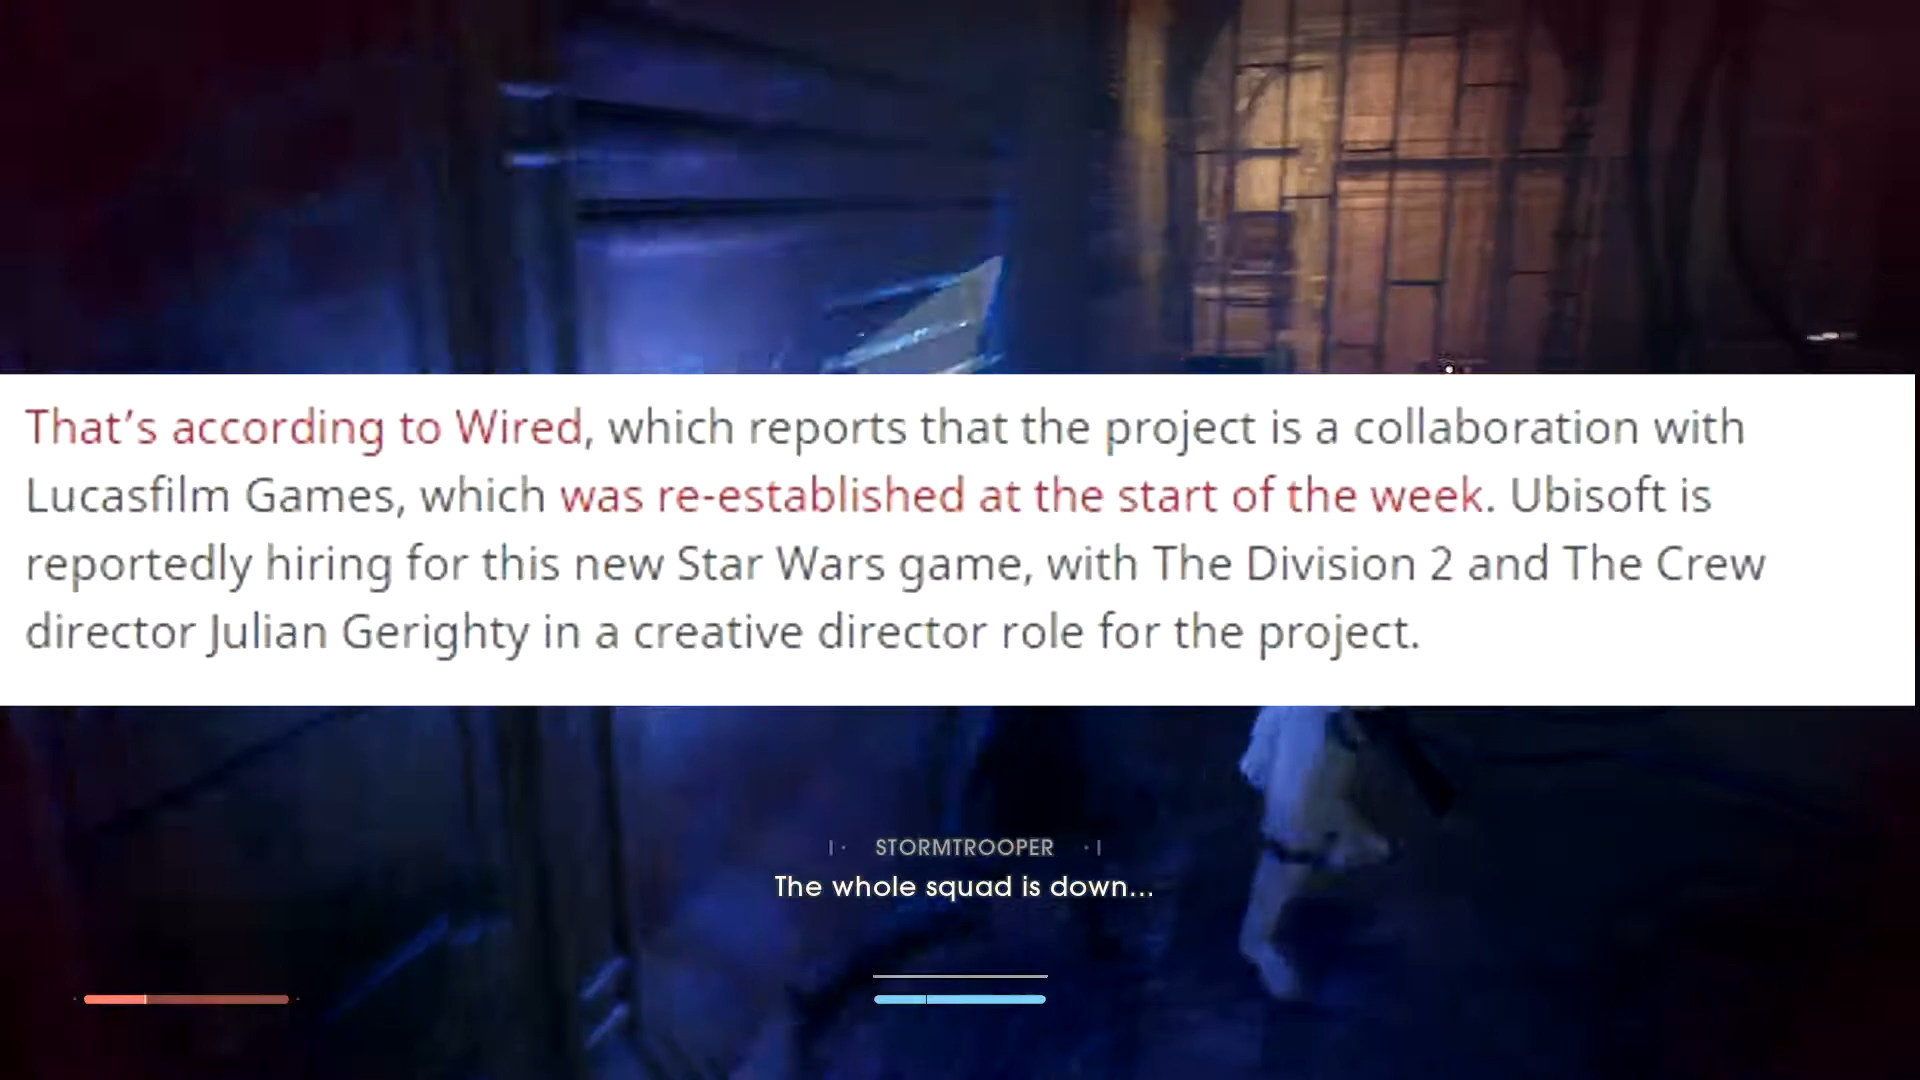 That’s according to Wired, which reports that the project is a collaboration with
Lucasfilm Games, which was re-established at the start of the week. Ubisoft is
reportedly hiring for this new Star Wars game, with The Division 2 and The Crew
director Julian Gerighty in a creative director role for the project.
STORMTROOPER
The whole squad is down...